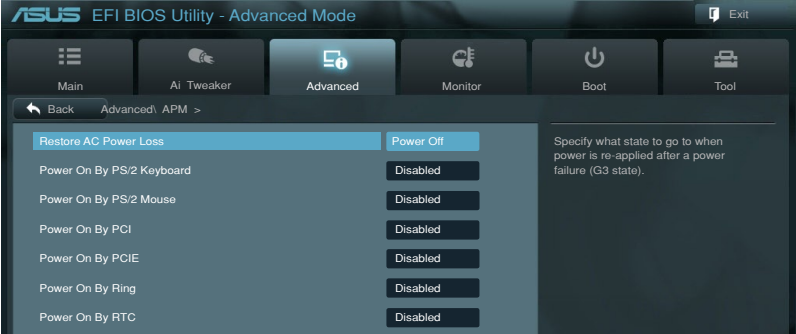 ASUS EFI BIOS Utility - Advanced Mode Exit
Main Ai Tweaker Advanced Monitor Boot Tool
Back Advanced\ APM >
Restore AC Power Loss Power Off
Power On By PS/2 Keyboard Disabled
Power On By PS/2 Mouse Disabled
Power On By PCI Disabled
Power On By PCIE Disabled
Power On By Ring Disabled
Power On By RTC Disabled
Specify what state to go to when
power is re-applied after a power
failure (G3 state).